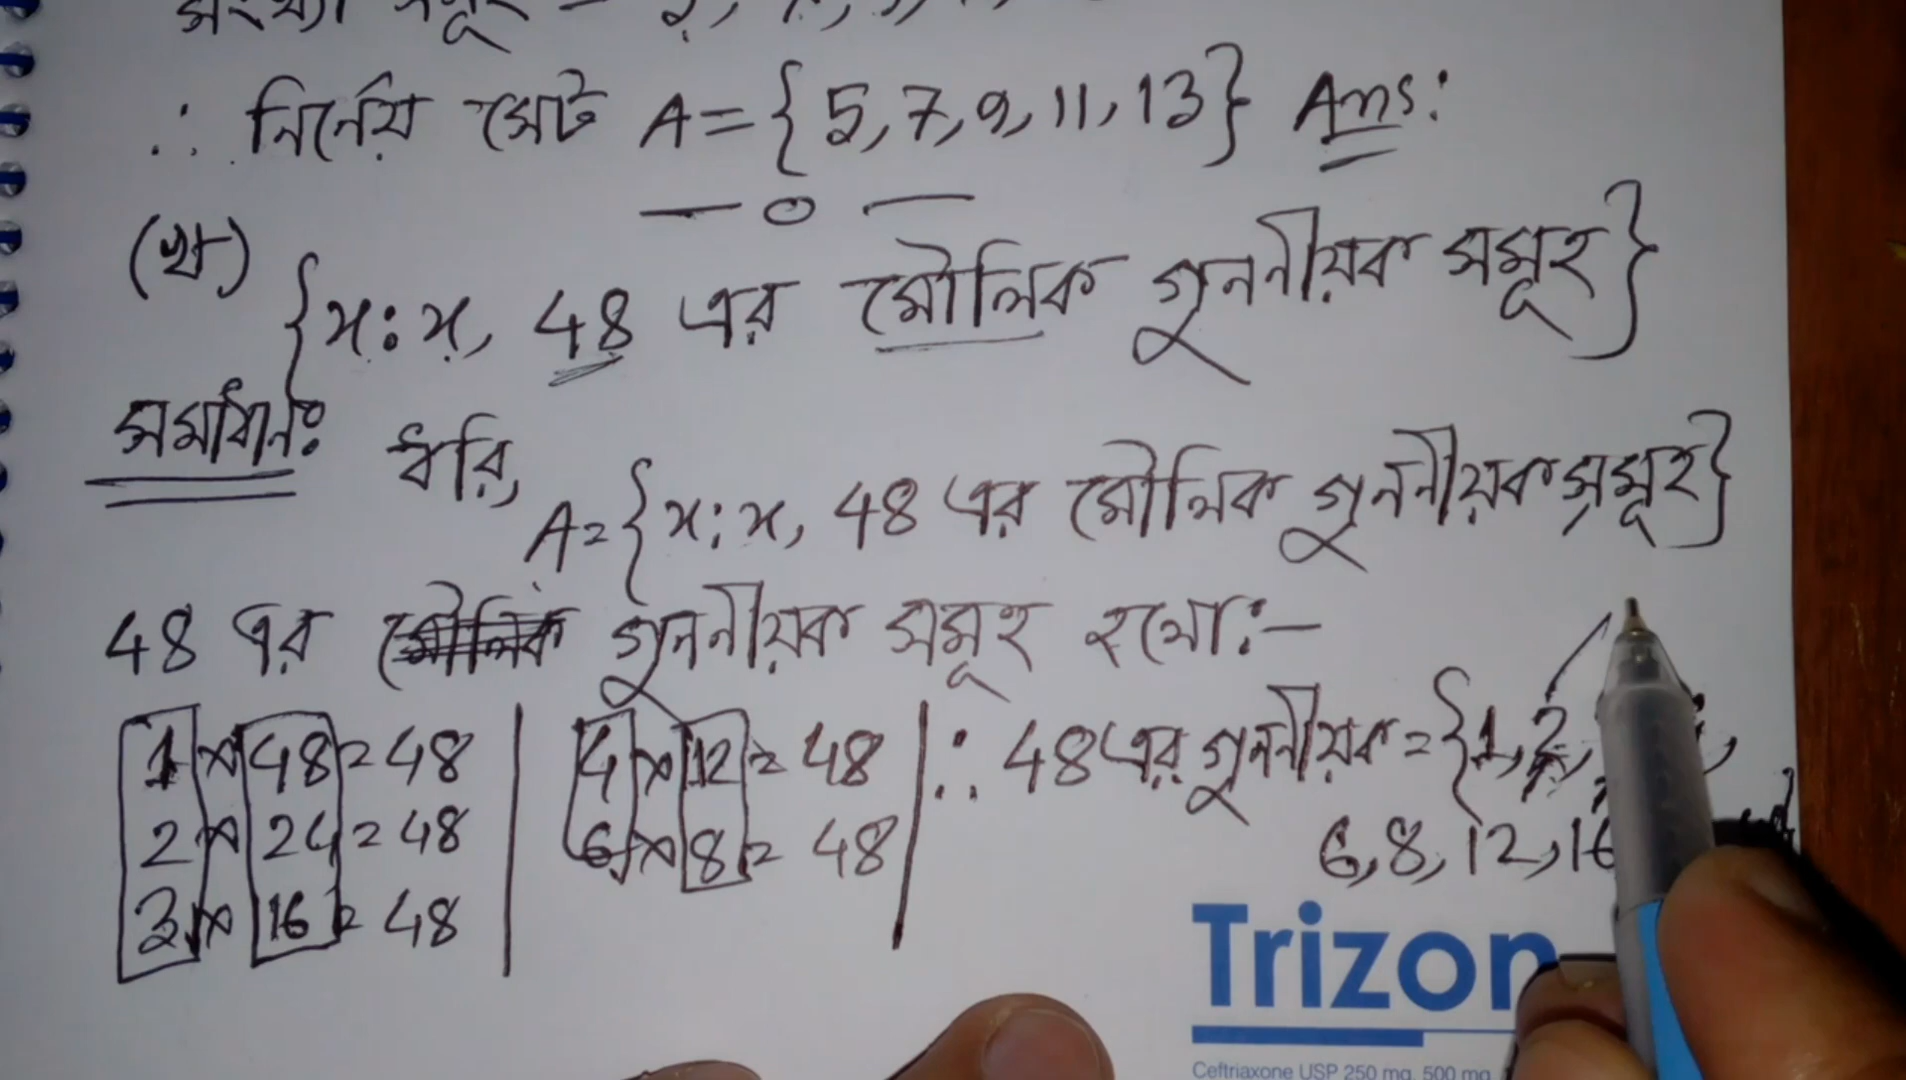 ∴ নির্নেয় সেট A = {5, 7, 9, 11, 13} Ans:
— 0 —
(খ) {x : x, 48 এর মৌলিক গুননীয়ক সমূহ}
সমাধানঃ ধরি,
A = {x : x, 48 এর মৌলিক গুননীয়ক সমূহ}
48 এর মৌলিক গুননীয়ক সমূহ হলো :-
1 × 48 = 48
2 × 24 = 48
3 × 16 = 48
4 × 12 = 48
6 × 8 = 48
∴ 48 এর গুননীয়ক = {1, 2,
6, 8, 12, 16
Trizon
Ceftriaxone USP 250 mg, 500 mg,